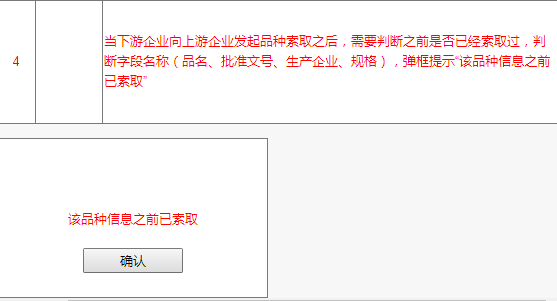 4
当下游企业向上游企业发起品种索取之后，需要判断之前是否已经索取过，判
断字段名称（品名、批准文号、生产企业、规格），弹框提示“该品种信息之前
已索取”
该品种信息之前已索取
确认